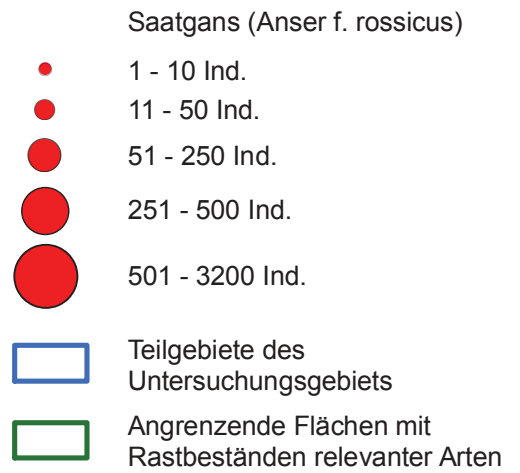 Saatgans (Anser f. rossicus)
1 - 10 Ind.
11 - 50 Ind.
51 - 250 Ind.
251 - 500 Ind.
501 - 3200 Ind.
Teilgebiete des
Untersuchungsgebiets
Angrenzende Flächen mit
Rastbeständen relevanter Arten